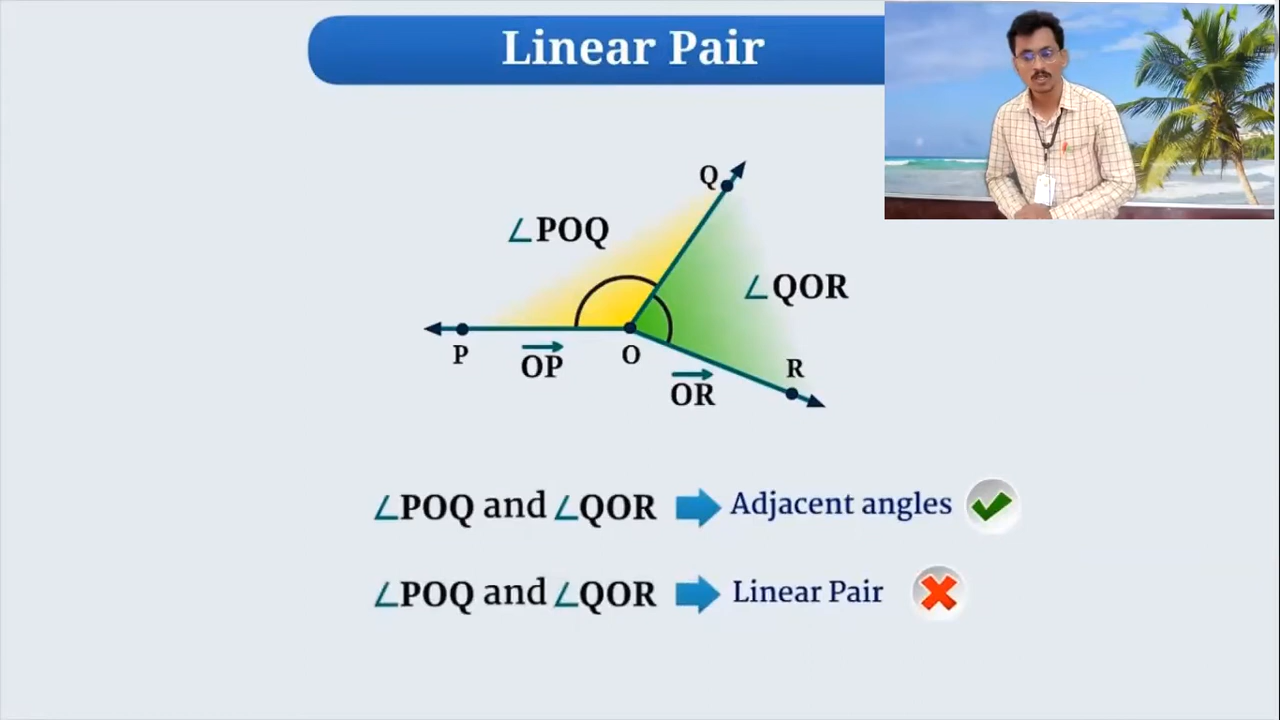 Linear Pair
Q
∠POQ
∠QOR
P
OP
O
OR
R
∠POQ and ∠QOR Adjacent angles
∠POQ and ∠QOR Linear Pair